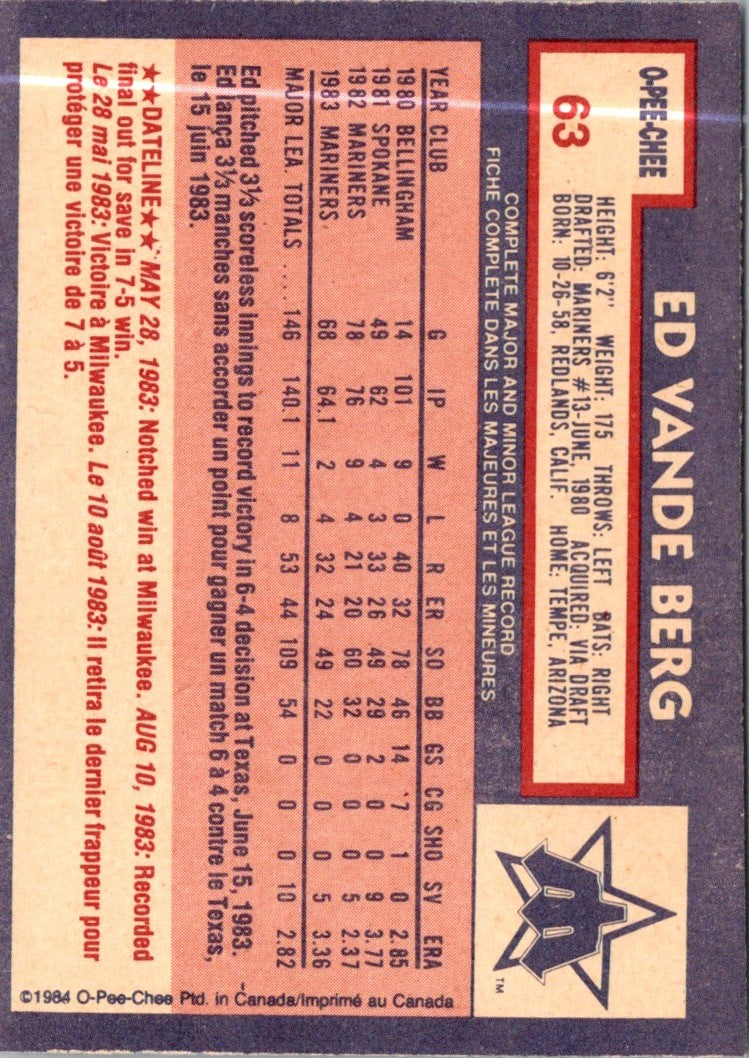 O-PEE-CHEE
63
ED VANDE BERG
HEIGHT: 6'2" WEIGHT: 175 THROWS: LEFT BATS: RIGHT
DRAFTED: MARINERS #13-JUNE, 1980 ACQUIRED: VIA DRAFT
BORN: 10-26-58, REDLANDS, CALIF. HOME: TEMPE, ARIZONA
COMPLETE MAJOR AND MINOR LEAGUE RECORD
FICHE COMPLÈTE DANS LES MAJEURES ET LES MINEURES
YEAR CLUB G IP W L R ER SO BB GS CG SHO SV ERA
1980 BELLINGHAM 14 101 9 0 40 32 78 46 14 7 1 0 2.85
1981 SPOKANE 49 62 4 3 33 26 49 29 2 0 0 9 3.77
1982 MARINERS 78 76 9 4 21 20 60 32 0 0 0 5 2.37
1983 MARINERS 68 64.1 2 4 32 24 49 22 0 0 0 5 3.36
MAJOR LEA. TOTALS .... 146 140.1 11 8 53 44 109 54 0 0 0 10 2.82
Ed pitched 3⅓ scoreless innings to record victory in 6-4 decision at Texas, June 15, 1983.
Ed lança 3⅓ manches sans accorder un point pour gagner un match 6 à 4 contre le Texas,
le 15 juin 1983.
★★DATELINE★★ MAY 28, 1983: Notched win at Milwaukee. AUG 10, 1983: Recorded
final out for save in 7-5 win.
Le 28 mai 1983: Victoire à Milwaukee. Le 10 août 1983: Il retira le dernier frappeur pour
protéger une victoire de 7 à 5.
TM
©1984 O-Pee-Chee Ptd. in Canada/Imprimé au Canada